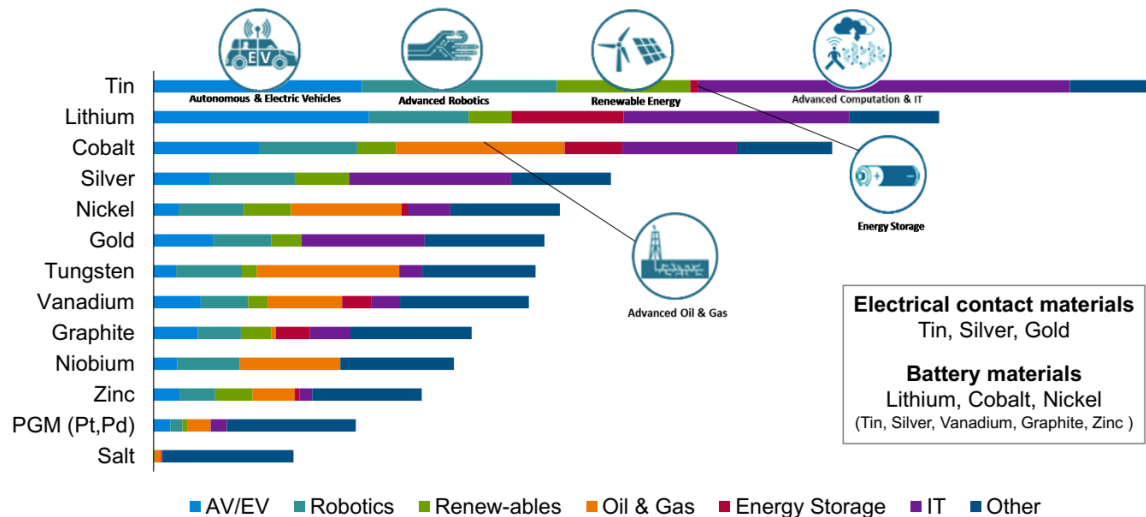 EV
Tin
Autonomous & Electric Vehicles
Advanced Robotics
Renewable Energy
Advanced Computation & IT
Lithium
Cobalt
Silver
Energy Storage
Nickel
Gold
Tungsten
Vanadium
Advanced Oil & Gas
Graphite
Niobium
Zinc
PGM (Pt,Pd)
Salt
Electrical contact materials
Tin, Silver, Gold
Battery materials
Lithium, Cobalt, Nickel
(Tin, Silver, Vanadium, Graphite, Zinc )
AV/EV Robotics Renew-ables Oil & Gas Energy Storage IT Other